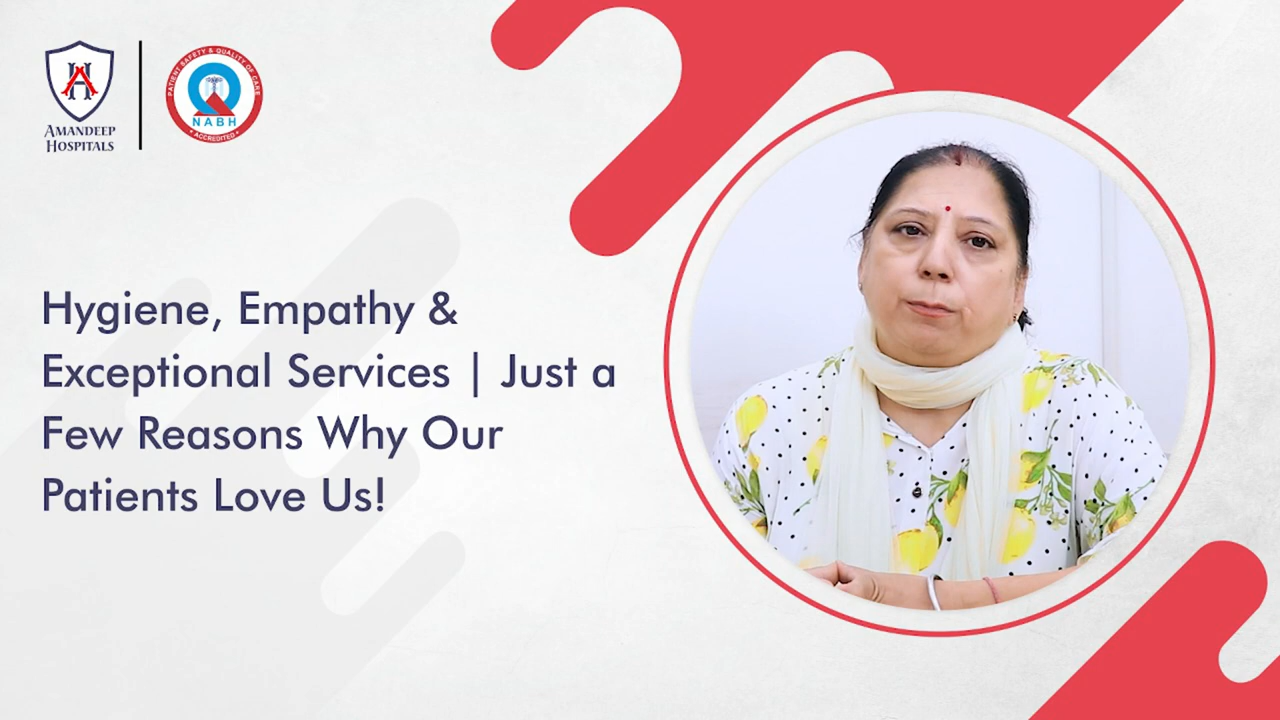 AMANDEEP
HOSPITALS
PATIENT SAFETY & QUALITY OF CARE
NABH
ACCREDITED
Hygiene, Empathy &
Exceptional Services | Just a
Few Reasons Why Our
Patients Love Us!